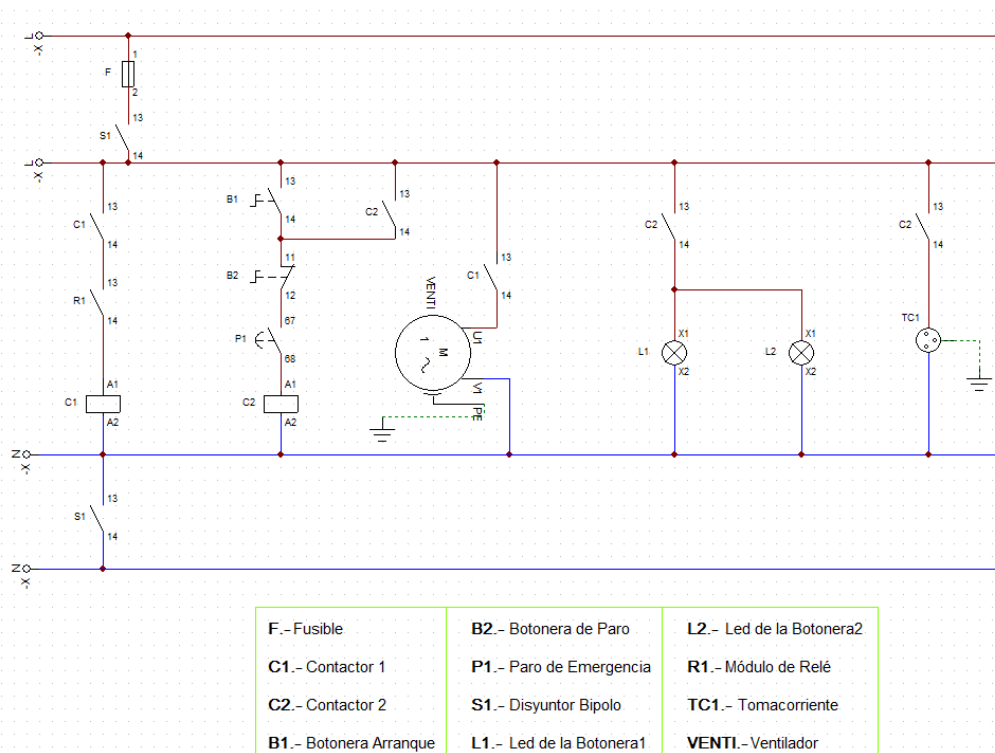 L
-X-
1
F
2
13
S1
14
L
-X-
13
C1
14
13
R1
14
A1
C1
A2
13
B1
14
11
B2
12
67
P1
68
A1
C2
A2
13
C2
14
13
C1
14
VENTI
U1
M
1
V1
PE
13
C2
14
X1
L1
X2
X1
L2
X2
13
C2
14
TC1
N
-X-
13
S1
14
N
-X-
F.-Fusible B2.- Botonera de Paro L2.- Led de la Botonera2
C1.- Contactor 1 P1.- Paro de Emergencia R1.- Módulo de Relé
C2.- Contactor 2 S1.- Disyuntor Bipolo TC1.- Tomacorriente
B1.- Botonera Arranque L1.- Led de la Botonera1 VENTI.- Ventilador